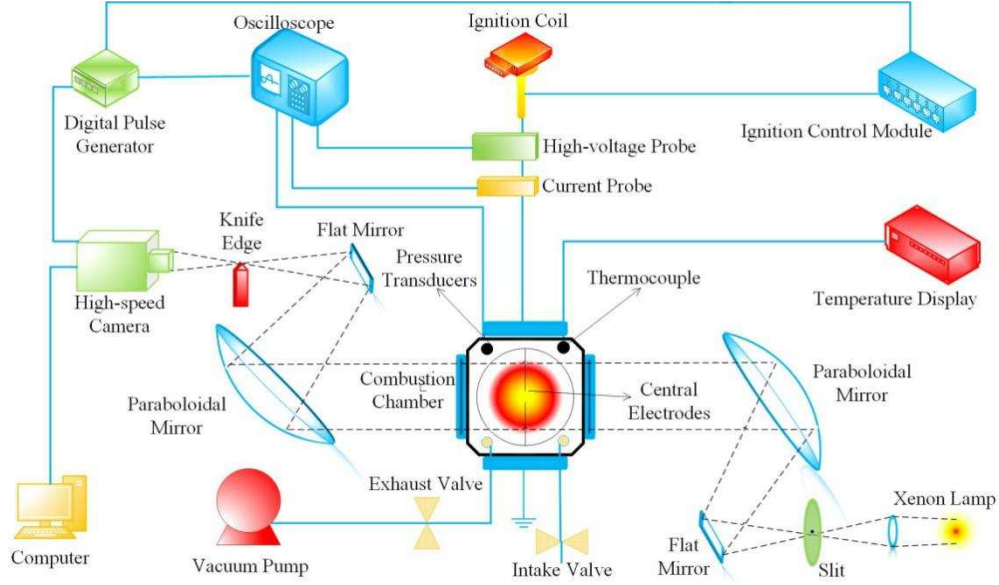 Oscilloscope
Ignition Coil
Digital Pulse
Generator
High-voltage Probe
Ignition Control Module
Current Probe
Knife
Edge
Flat Mirror
Pressure
Transducers
Thermocouple
High-speed
Camera
Temperature Display
Paraboloidal
Mirror
Combustion
Chamber
Central
Electrodes
Paraboloidal
Mirror
Exhaust Valve
Xenon Lamp
Computer
Vacuum Pump
Intake Valve
Flat
Mirror
Slit